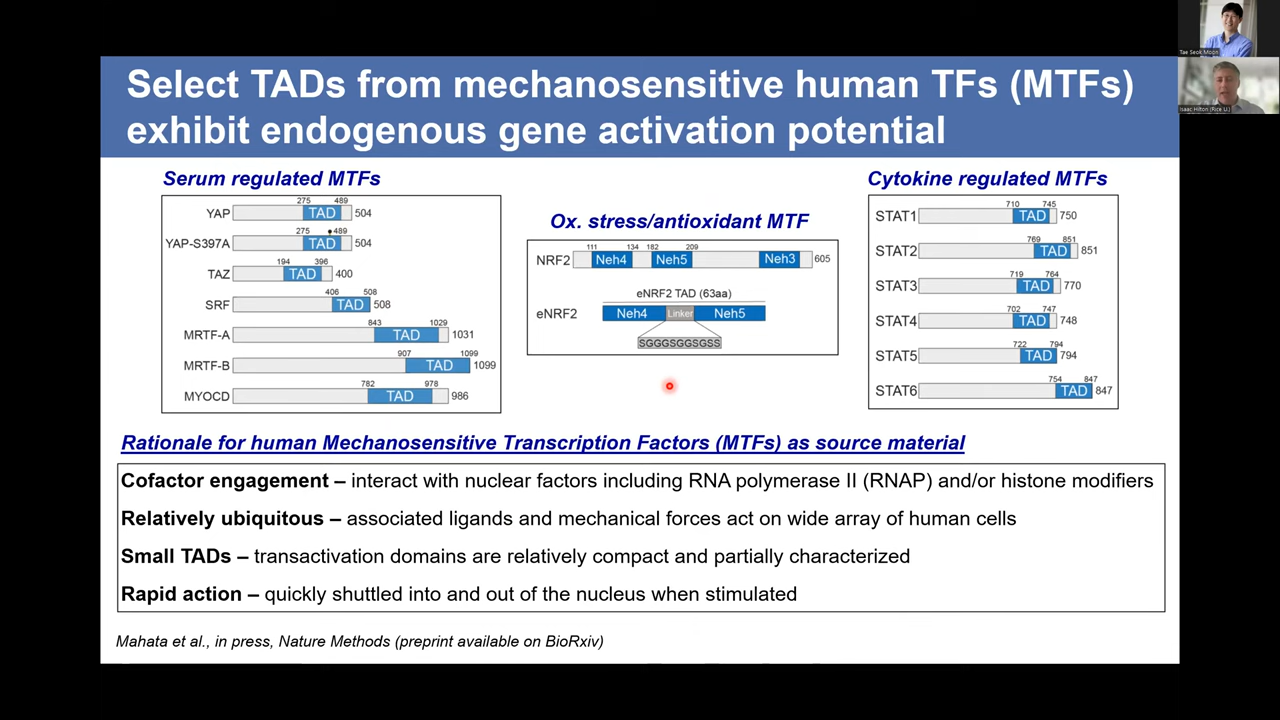 Select TADs from mechanosensitive human TFs (MTFs)
exhibit endogenous gene activation potential
Tae Seok Moon
Isaac Hilton (Rice U.)
Serum regulated MTFs
275 489
YAP TAD 504
275 489
YAP-S397A TAD 504
194 396
TAZ TAD 400
406 508
SRF TAD 508
843 1029
MRTF-A TAD 1031
907 1099
MRTF-B TAD 1099
782 978
MYOCD TAD 986
Ox. stress/antioxidant MTF
111 134 182 209
NRF2 Neh4 Neh5 Neh3 605
eNRF2 TAD (63aa)
eNRF2 Neh4 Linker Neh5
SGGGSGGSGSS
Cytokine regulated MTFs
710 745
STAT1 TAD 750
769 851
STAT2 TAD 851
719 764
STAT3 TAD 770
702 747
STAT4 TAD 748
722 794
STAT5 TAD 794
754 847
STAT6 TAD 847
Rationale for human Mechanosensitive Transcription Factors (MTFs) as source material
Cofactor engagement – interact with nuclear factors including RNA polymerase II (RNAP) and/or histone modifiers
Relatively ubiquitous – associated ligands and mechanical forces act on wide array of human cells
Small TADs – transactivation domains are relatively compact and partially characterized
Rapid action – quickly shuttled into and out of the nucleus when stimulated
Mahata et al., in press, Nature Methods (preprint available on BioRxiv)